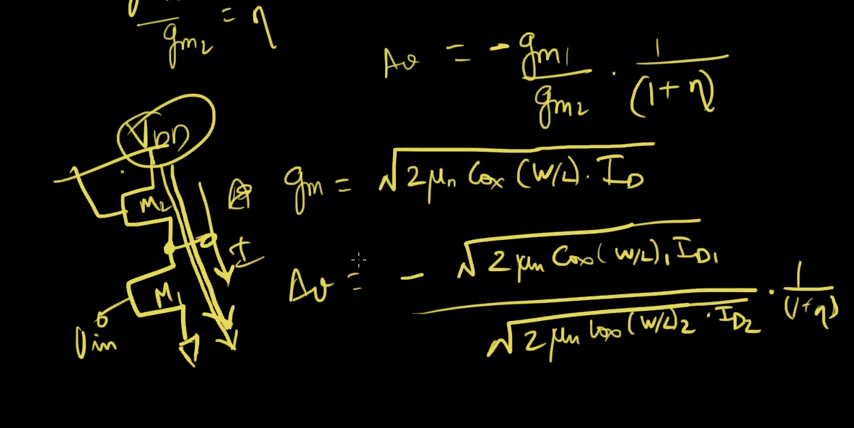 /gm2 = η
Av = - gm1/gm2 · 1/(1+η)
VDD
M2
gm = √2μn Cox (W/L) · ID
I
M1
Vin
Av = - √2μn Cox (W/L)1 ID1 / √2μn Cox (W/L)2 · ID2 · 1/(1+η)